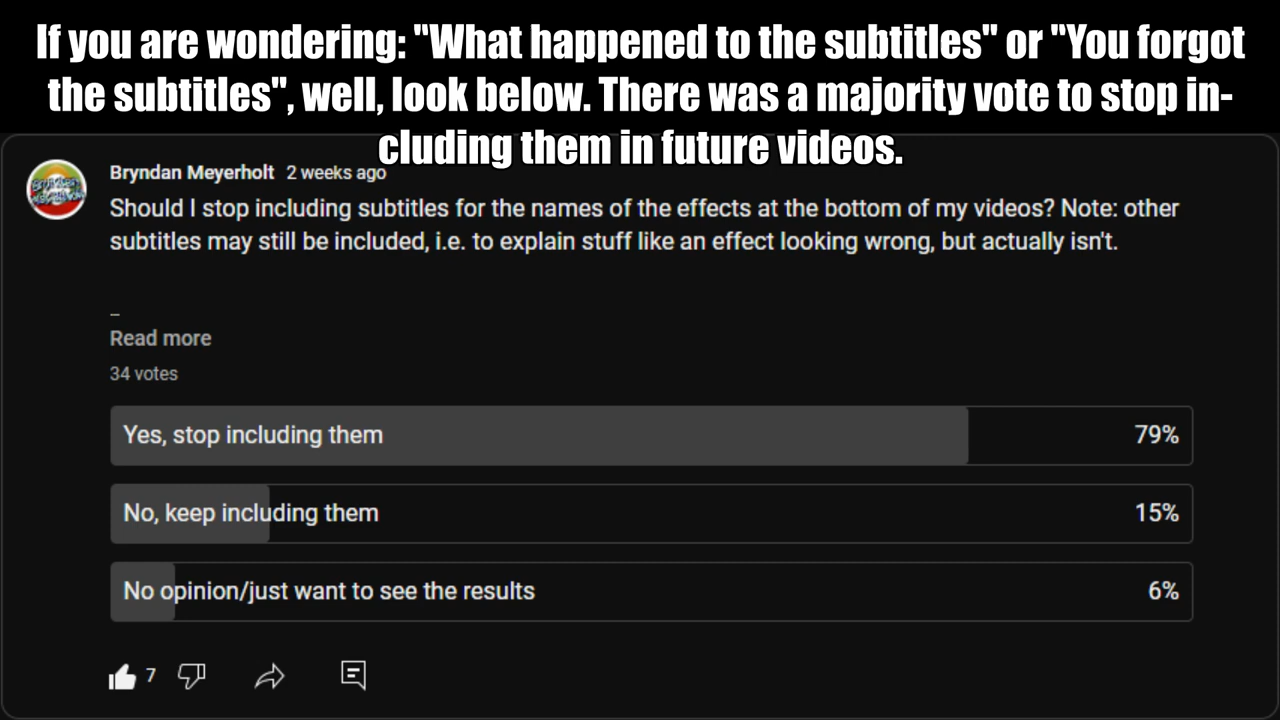 If you are wondering: "What happened to the subtitles" or "You forgot
the subtitles", well, look below. There was a majority vote to stop in-
cluding them in future videos.
Bryndan Meyerholt 2 weeks ago
Should I stop including subtitles for the names of the effects at the bottom of my videos? Note: other
subtitles may still be included, i.e. to explain stuff like an effect looking wrong, but actually isn't.
_
Read more
34 votes
Yes, stop including them 79%
No, keep including them 15%
No opinion/just want to see the results 6%
7